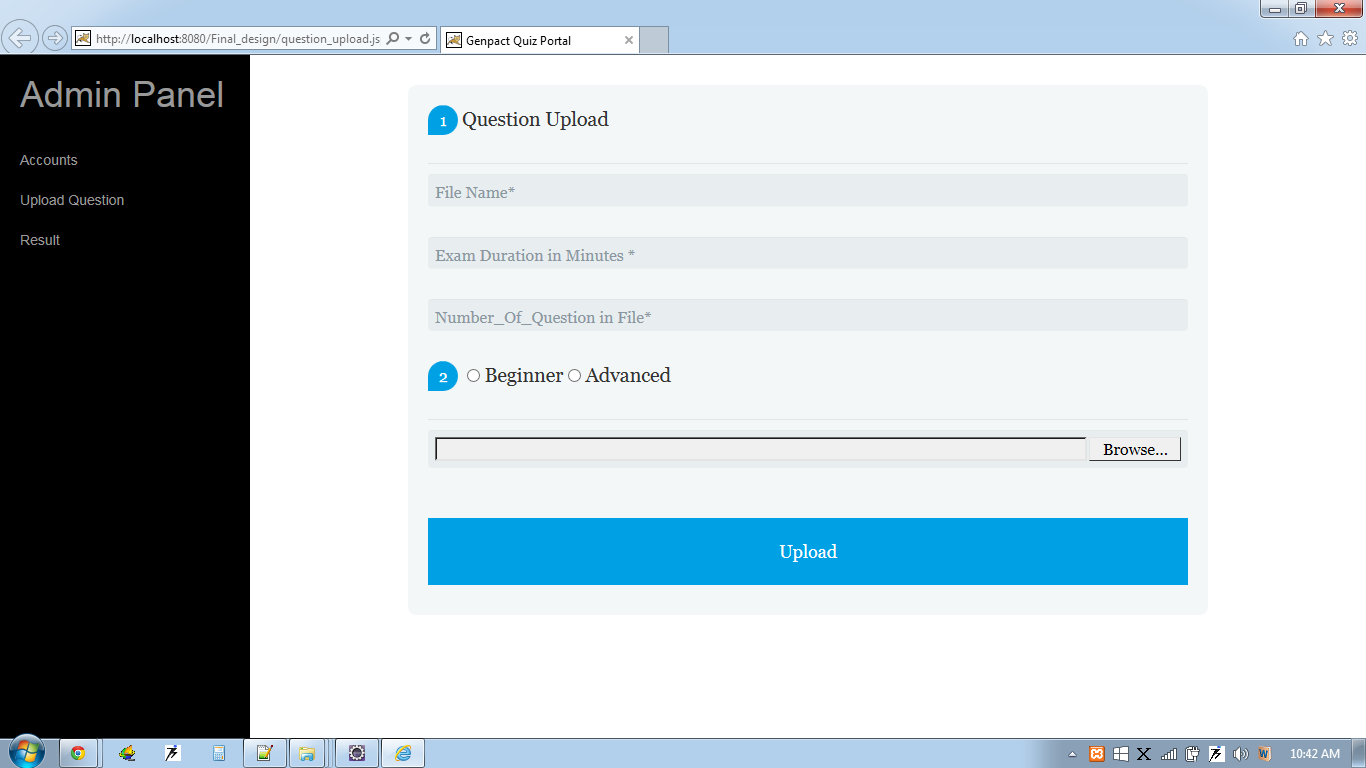 http://localhost:8080/Final_design/question_upload.js
Genpact Quiz Portal
Admin Panel
Accounts
Upload Question
Result
1 Question Upload
File Name*
Exam Duration in Minutes *
Number_Of_Question in File*
2 Beginner Advanced
Browse...
Upload
10:42 AM